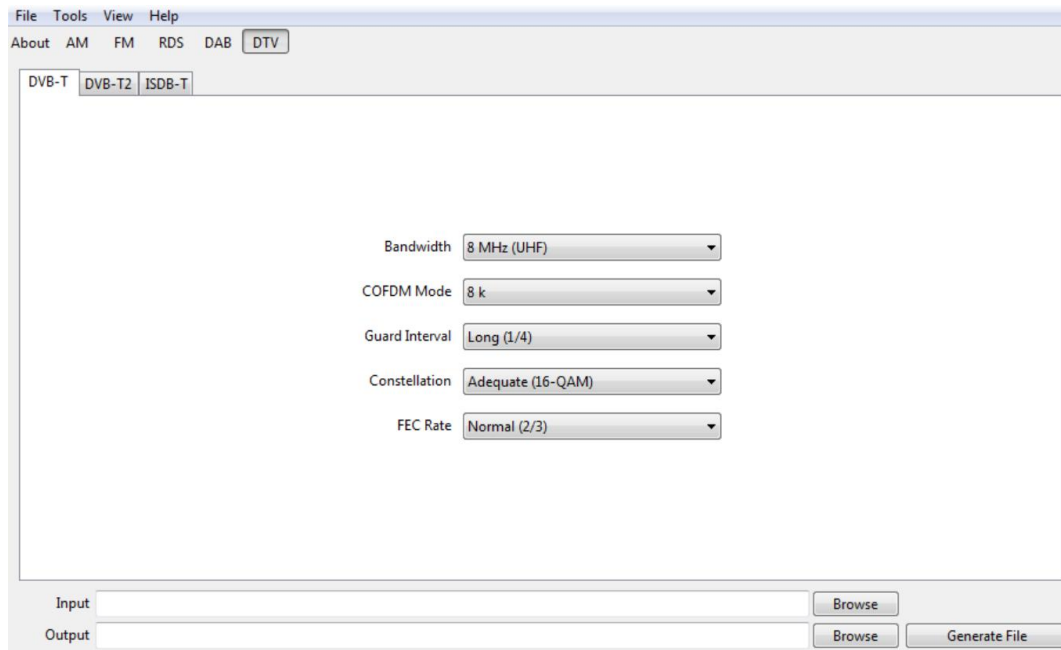 File Tools View Help
About AM FM RDS DAB DTV
DVB-T DVB-T2 ISDB-T
Bandwidth 8 MHz (UHF)
COFDM Mode 8 k
Guard Interval Long (1/4)
Constellation Adequate (16-QAM)
FEC Rate Normal (2/3)
Input Browse
Output Browse Generate File